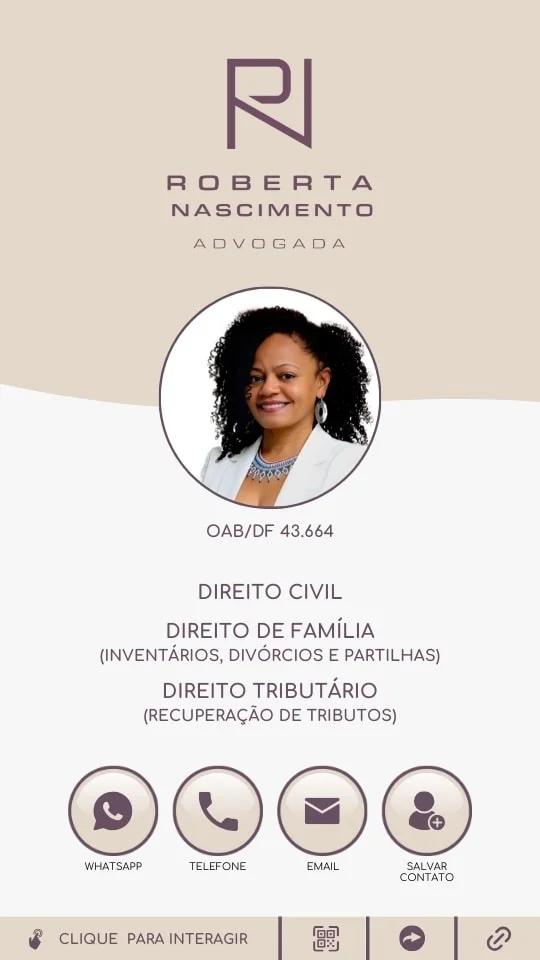 RN
ROBERTA
NASCIMENTO
ADVOGADA
OAB/DF 43.664
DIREITO CIVIL
DIREITO DE FAMÍLIA
(INVENTÁRIOS, DIVÓRCIOS E PARTILHAS)
DIREITO TRIBUTÁRIO
(RECUPERAÇÃO DE TRIBUTOS)
WHATSAPP
TELEFONE
EMAIL
SALVAR
CONTATO
CLIQUE PARA INTERAGIR